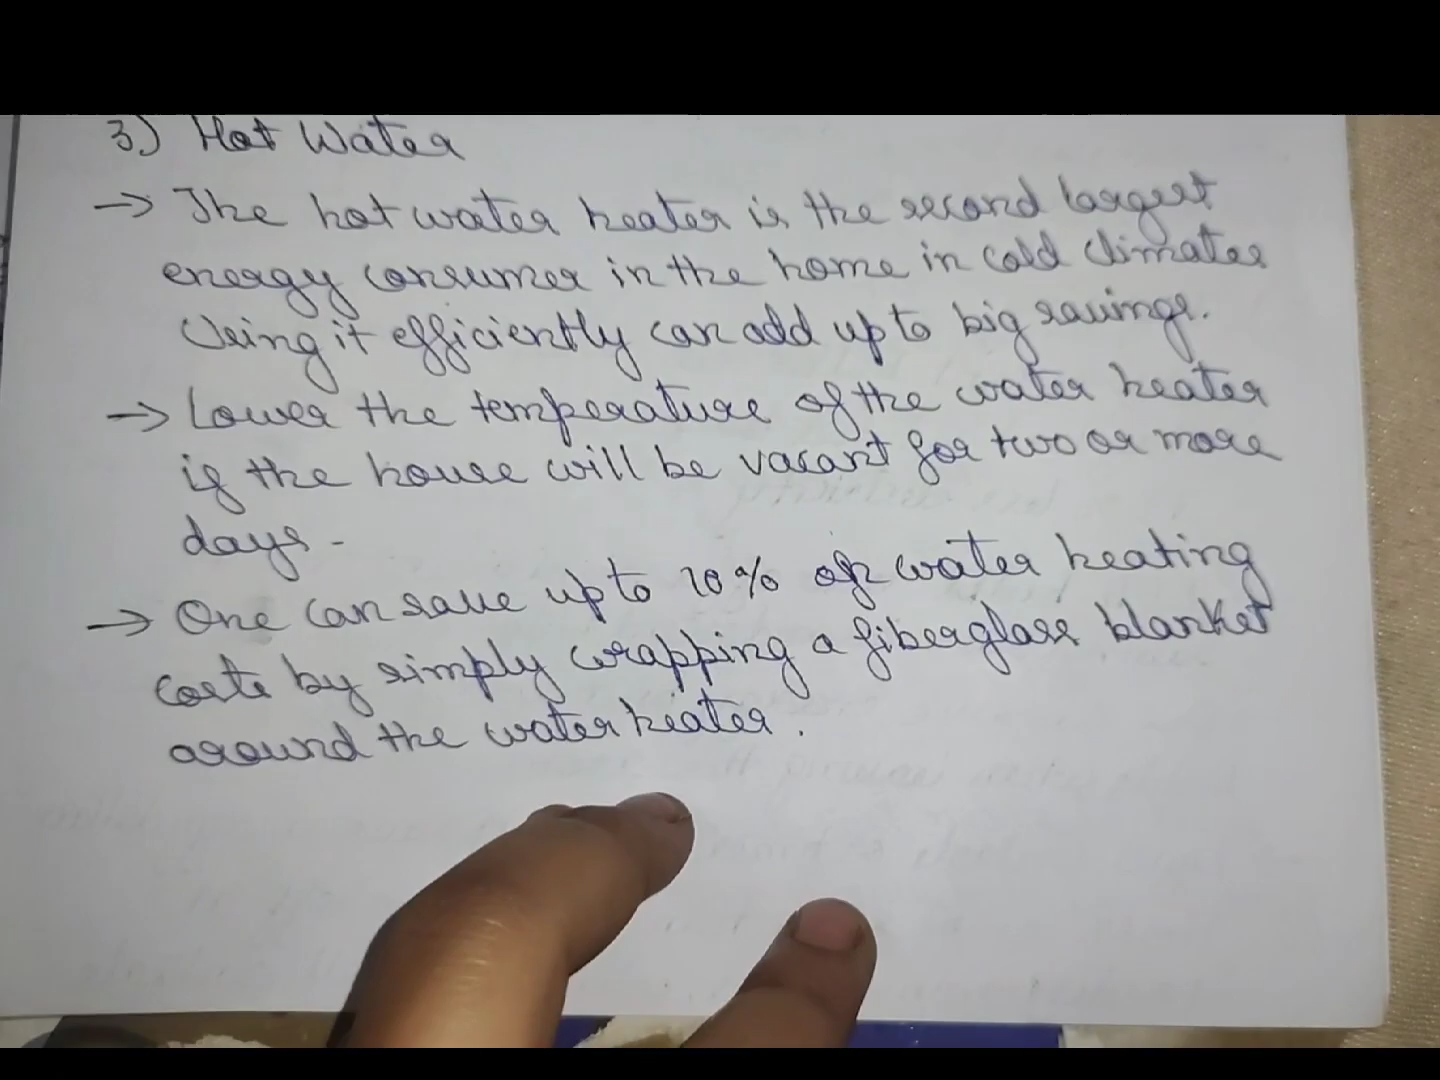 3) Hot Water
→ The hot water heater is the second largest
energy consumer in the home in cold climates
Using it efficiently can add up to big savings.
→ Lower the temperature of the water heater
if the house will be vacant for two or more
days.
→ One can save up to 10% of water heating
costs by simply wrapping a fiberglass blanket
around the water heater.